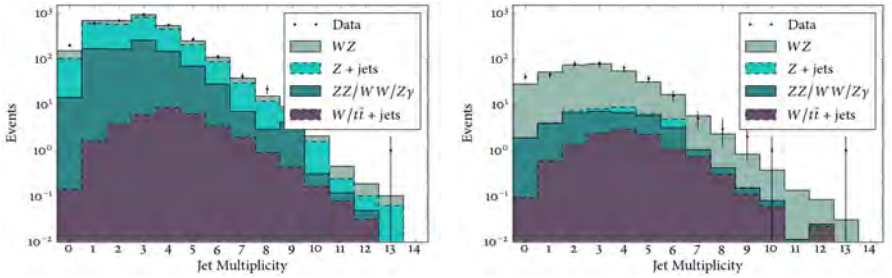 Events
10³
10²
10¹
10⁰
10⁻¹
10⁻²
Data
WZ
Z + jets
ZZ/WW/Zγ
W/tt̄ + jets
0 1 2 3 4 5 6 7 8 9 10 11 12 13 14
Jet Multiplicity
Events
10³
10²
10¹
10⁰
10⁻¹
10⁻²
Data
WZ
Z + jets
ZZ/WW/Zγ
W/tt̄ + jets
0 1 2 3 4 5 6 7 8 9 10 11 12 13 14
Jet Multiplicity